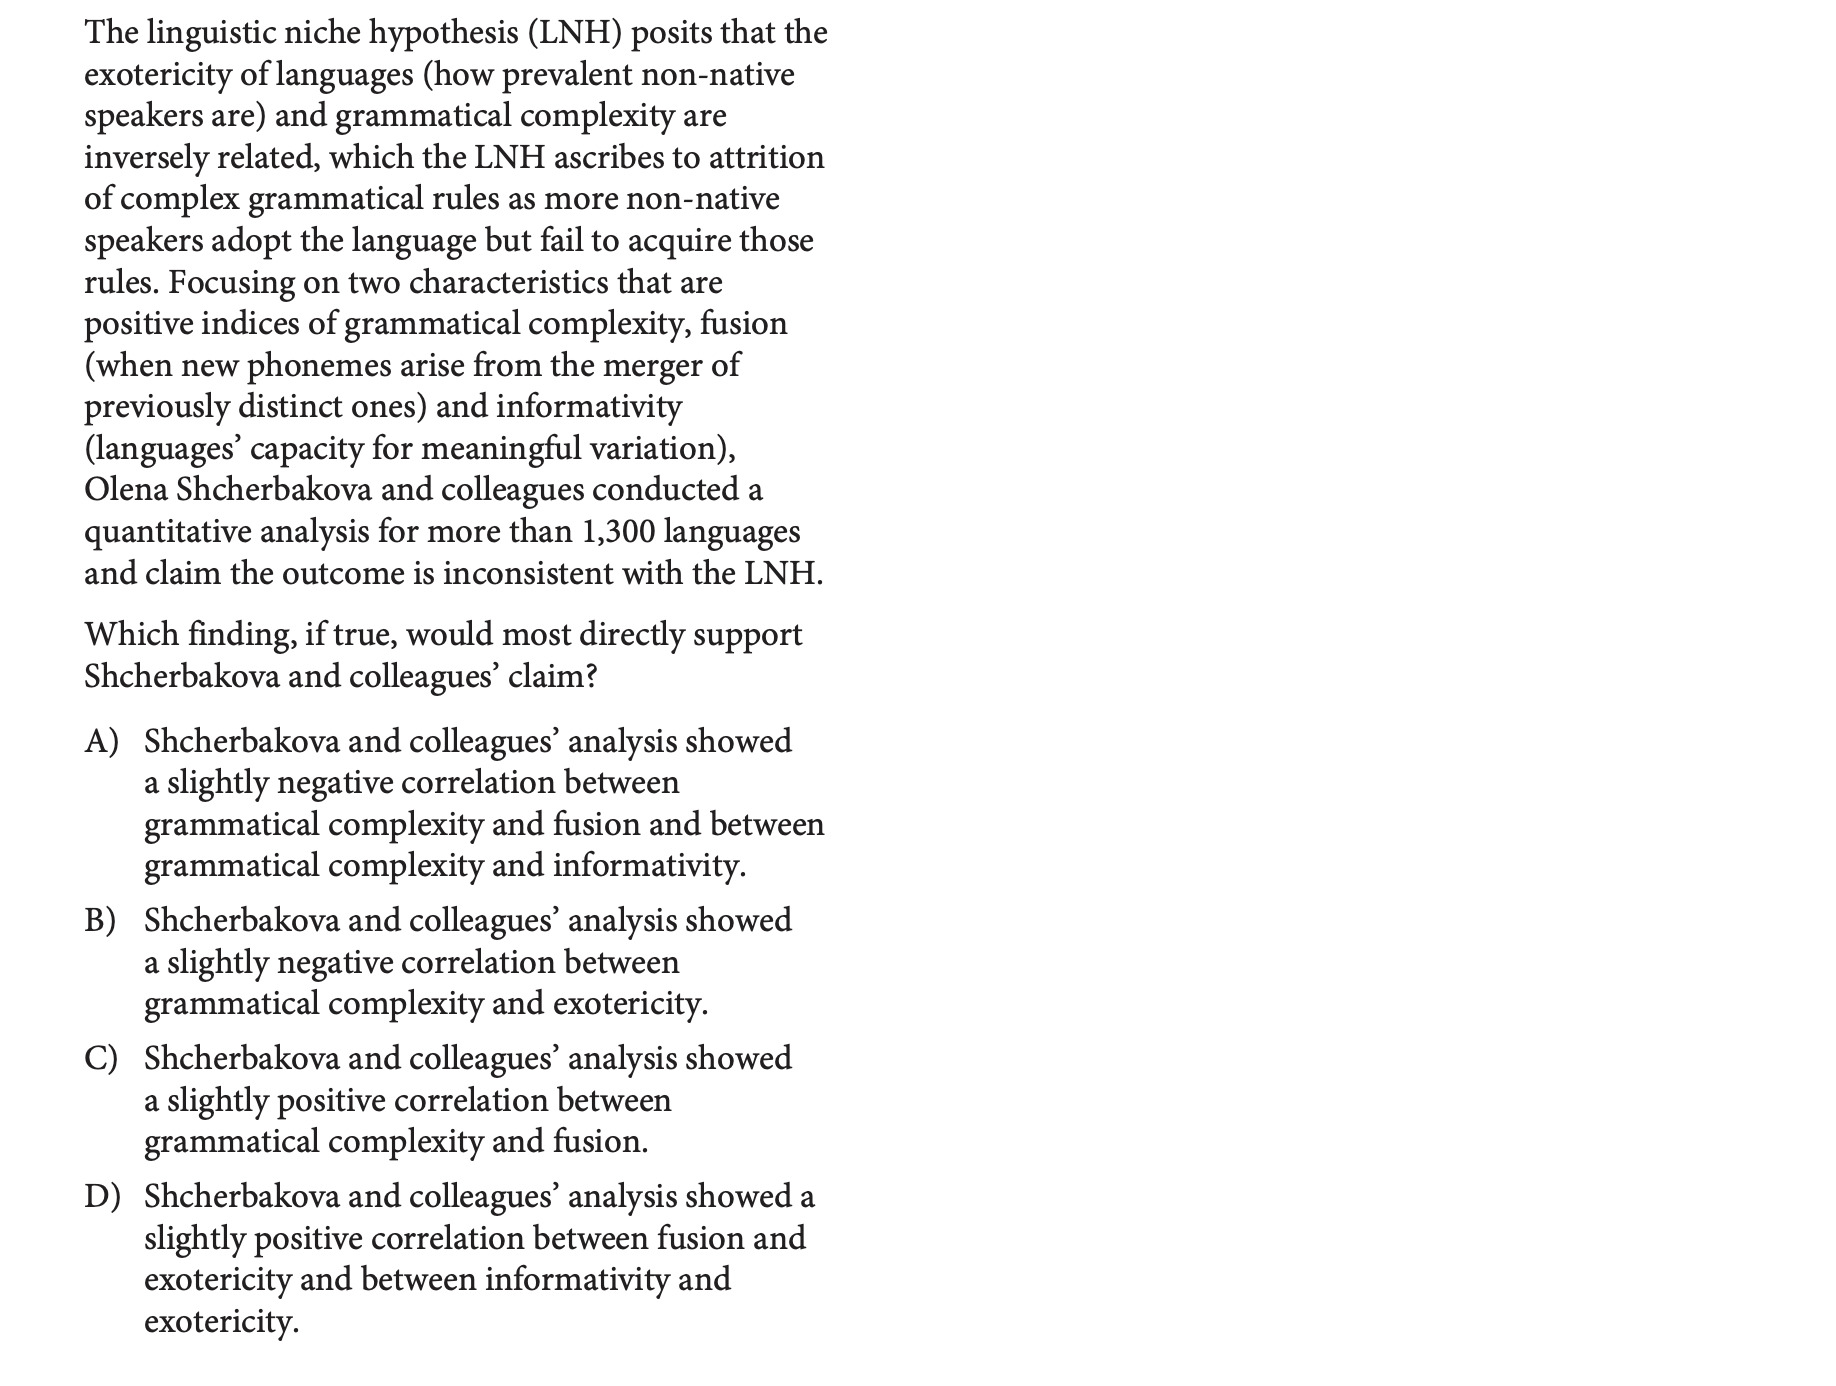 The linguistic niche hypothesis (LNH) posits that the
exotericity of languages (how prevalent non-native
speakers are) and grammatical complexity are
inversely related, which the LNH ascribes to attrition
of complex grammatical rules as more non-native
speakers adopt the language but fail to acquire those
rules. Focusing on two characteristics that are
positive indices of grammatical complexity, fusion
(when new phonemes arise from the merger of
previously distinct ones) and informativity
(languages’ capacity for meaningful variation),
Olena Shcherbakova and colleagues conducted a
quantitative analysis for more than 1,300 languages
and claim the outcome is inconsistent with the LNH.
Which finding, if true, would most directly support
Shcherbakova and colleagues’ claim?
A) Shcherbakova and colleagues’ analysis showed
a slightly negative correlation between
grammatical complexity and fusion and between
grammatical complexity and informativity.
B) Shcherbakova and colleagues’ analysis showed
a slightly negative correlation between
grammatical complexity and exotericity.
C) Shcherbakova and colleagues’ analysis showed
a slightly positive correlation between
grammatical complexity and fusion.
D) Shcherbakova and colleagues’ analysis showed a
slightly positive correlation between fusion and
exotericity and between informativity and
exotericity.